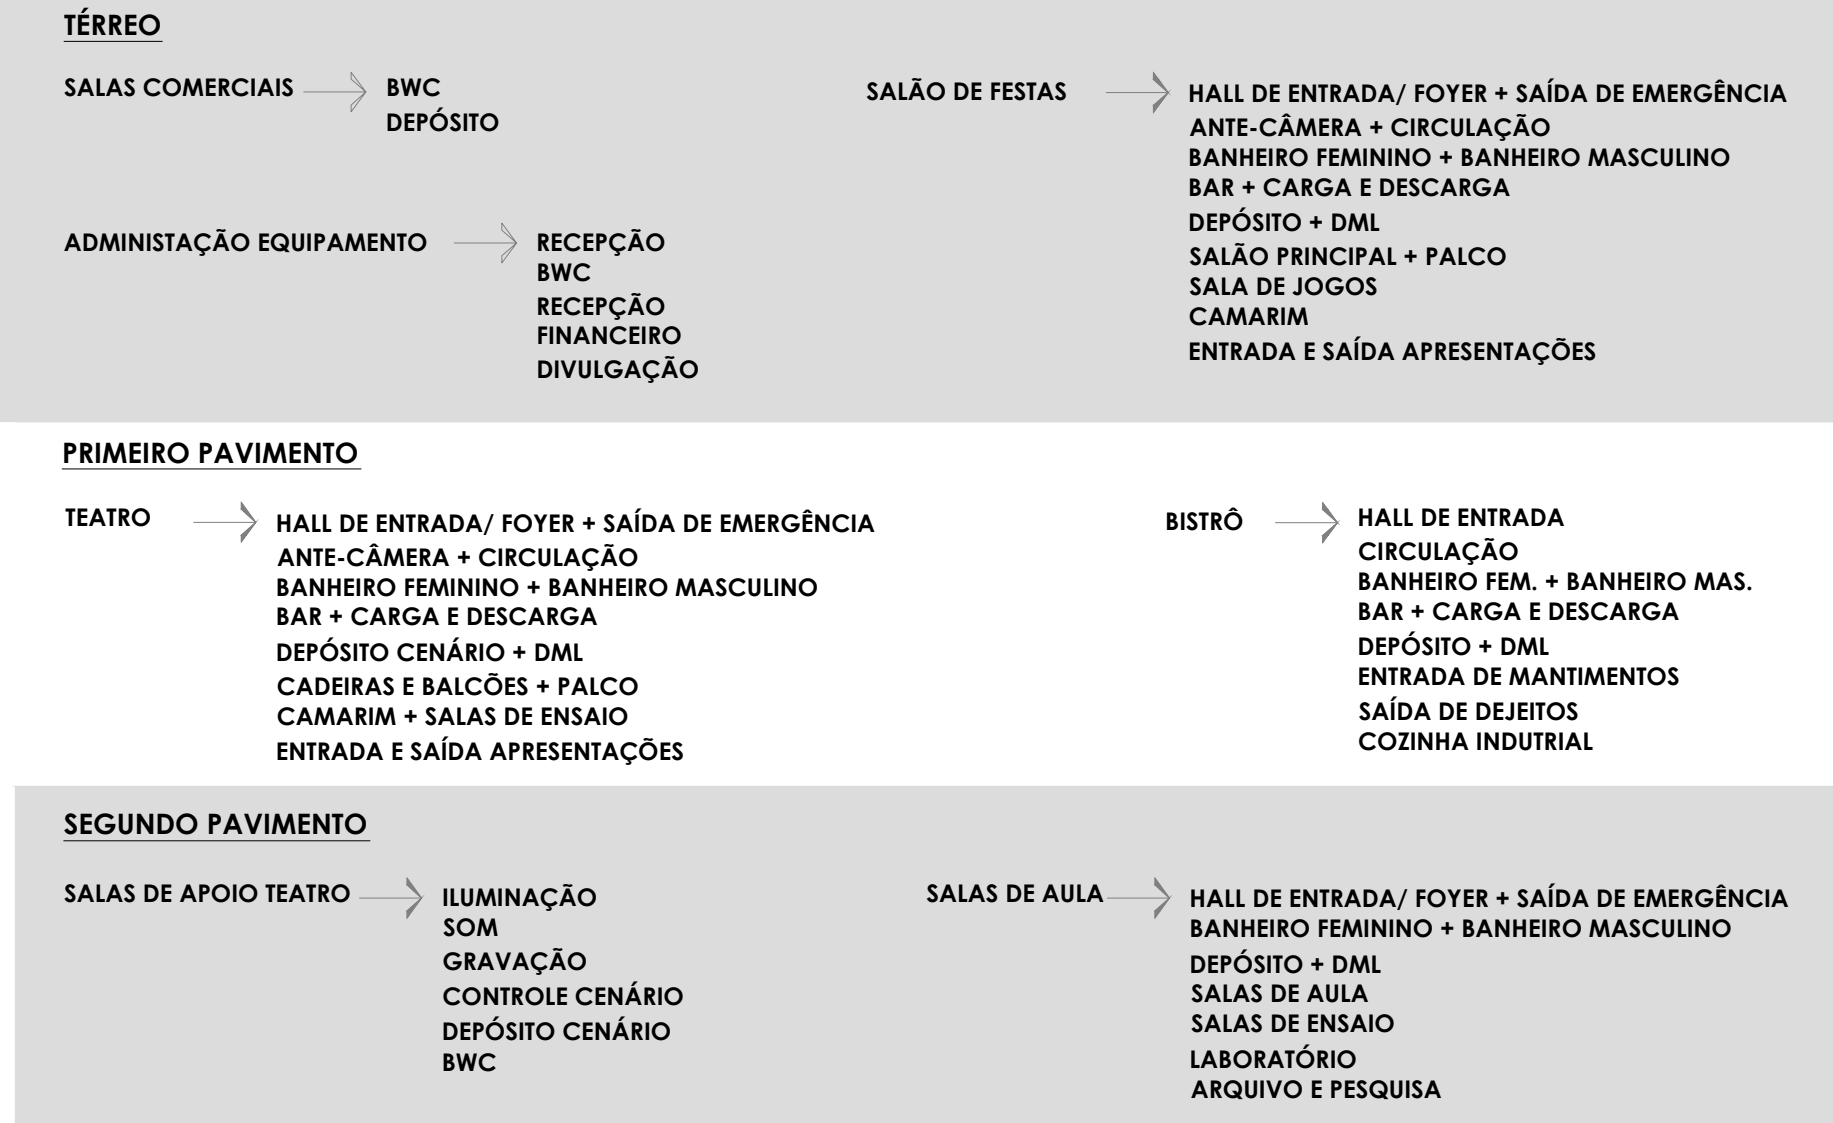 TÉRREO
SALAS COMERCIAIS
BWC
DEPÓSITO
ADMINISTAÇÃO EQUIPAMENTO
RECEPÇÃO
BWC
RECEPÇÃO
FINANCEIRO
DIVULGAÇÃO
SALÃO DE FESTAS
HALL DE ENTRADA/ FOYER + SAÍDA DE EMERGÊNCIA
ANTE-CÂMERA + CIRCULAÇÃO
BANHEIRO FEMININO + BANHEIRO MASCULINO
BAR + CARGA E DESCARGA
DEPÓSITO + DML
SALÃO PRINCIPAL + PALCO
SALA DE JOGOS
CAMARIM
ENTRADA E SAÍDA APRESENTAÇÕES
PRIMEIRO PAVIMENTO
TEATRO
HALL DE ENTRADA/ FOYER + SAÍDA DE EMERGÊNCIA
ANTE-CÂMERA + CIRCULAÇÃO
BANHEIRO FEMININO + BANHEIRO MASCULINO
BAR + CARGA E DESCARGA
DEPÓSITO CENÁRIO + DML
CADEIRAS E BALCÕES + PALCO
CAMARIM + SALAS DE ENSAIO
ENTRADA E SAÍDA APRESENTAÇÕES
BISTRÔ
HALL DE ENTRADA
CIRCULAÇÃO
BANHEIRO FEM. + BANHEIRO MAS.
BAR + CARGA E DESCARGA
DEPÓSITO + DML
ENTRADA DE MANTIMENTOS
SAÍDA DE DEJEITOS
COZINHA INDUTRIAL
SEGUNDO PAVIMENTO
SALAS DE APOIO TEATRO
ILUMINAÇÃO
SOM
GRAVAÇÃO
CONTROLE CENÁRIO
DEPÓSITO CENÁRIO
BWC
SALAS DE AULA
HALL DE ENTRADA/ FOYER + SAÍDA DE EMERGÊNCIA
BANHEIRO FEMININO + BANHEIRO MASCULINO
DEPÓSITO + DML
SALAS DE AULA
SALAS DE ENSAIO
LABORATÓRIO
ARQUIVO E PESQUISA